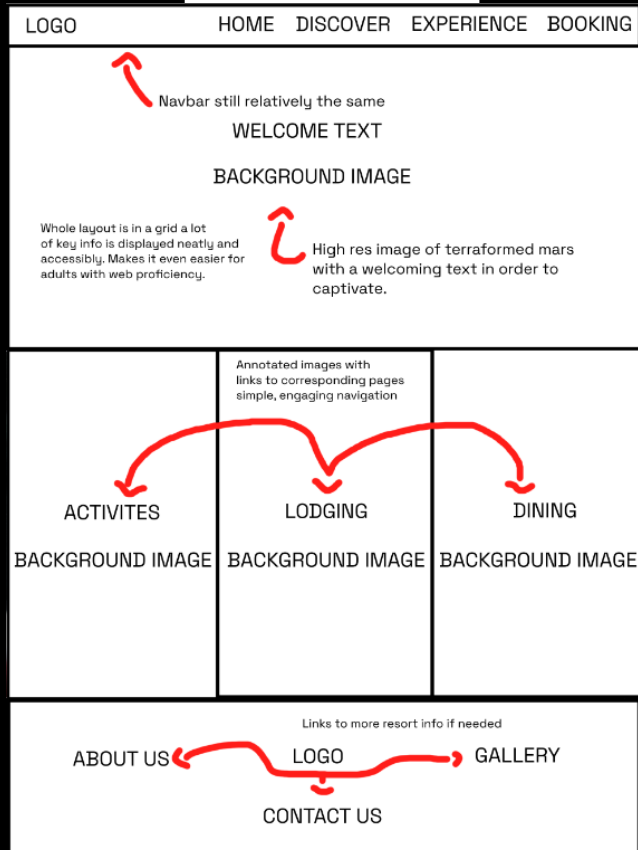 LOGO HOME DISCOVER EXPERIENCE BOOKING
Navbar still relatively the same
WELCOME TEXT
BACKGROUND IMAGE
Whole layout is in a grid a lot
of key info is displayed neatly and
accessibly. Makes it even easier for
adults with web proficiency.
High res image of terraformed mars
with a welcoming text in order to
captivate.
Annotated images with
links to corresponding pages
simple, engaging navigation
ACTIVITES LODGING DINING
BACKGROUND IMAGE BACKGROUND IMAGE BACKGROUND IMAGE
Links to more resort info if needed
ABOUT US LOGO GALLERY
CONTACT US